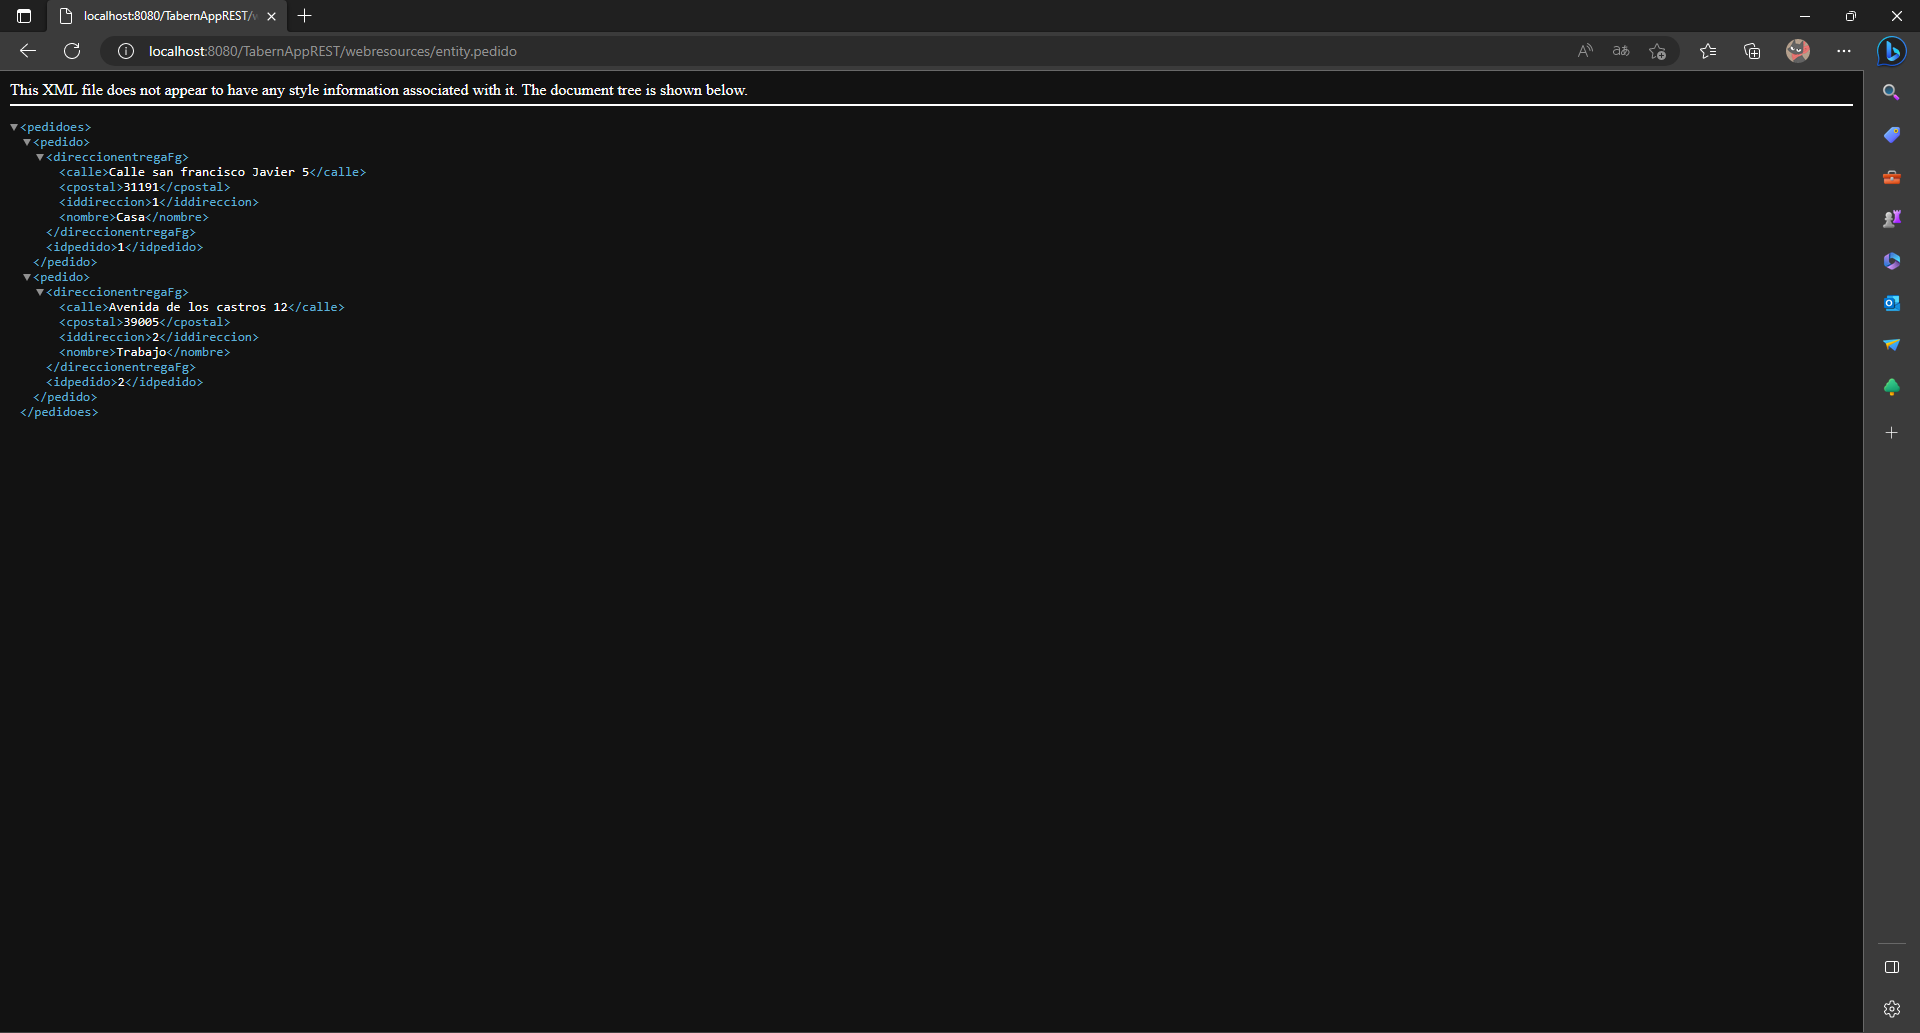 localhost:8080/TabernAppREST/w
localhost:8080/TabernAppREST/webresources/entity.pedido
This XML file does not appear to have any style information associated with it. The document tree is shown below.
<pedidoes>
<pedido>
<direccionentregaFg>
<calle>Calle san francisco Javier 5</calle>
<cpostal>31191</cpostal>
<iddireccion>1</iddireccion>
<nombre>Casa</nombre>
</direccionentregaFg>
<idpedido>1</idpedido>
</pedido>
<pedido>
<direccionentregaFg>
<calle>Avenida de los castros 12</calle>
<cpostal>39005</cpostal>
<iddireccion>2</iddireccion>
<nombre>Trabajo</nombre>
</direccionentregaFg>
<idpedido>2</idpedido>
</pedido>
</pedidoes>